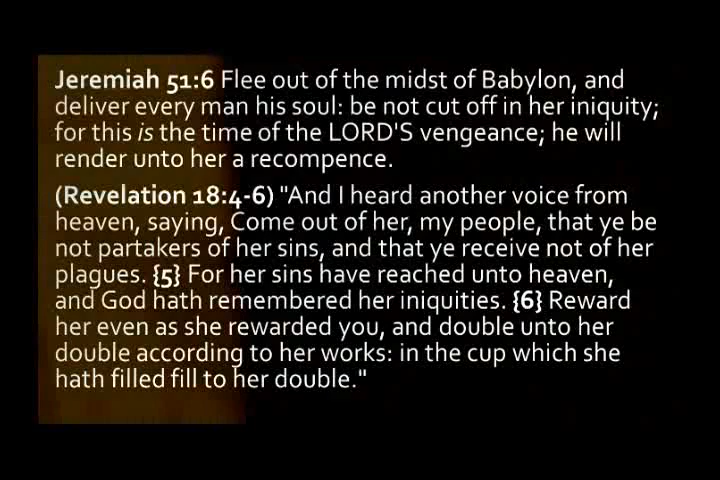 Jeremiah 51:6 Flee out of the midst of Babylon, and
deliver every man his soul: be not cut off in her iniquity;
for this is the time of the LORD'S vengeance; he will
render unto her a recompence.
(Revelation 18:4-6) "And I heard another voice from
heaven, saying, Come out of her, my people, that ye be
not partakers of her sins, and that ye receive not of her
plagues. {5} For her sins have reached unto heaven,
and God hath remembered her iniquities. {6} Reward
her even as she rewarded you, and double unto her
double according to her works: in the cup which she
hath filled fill to her double."